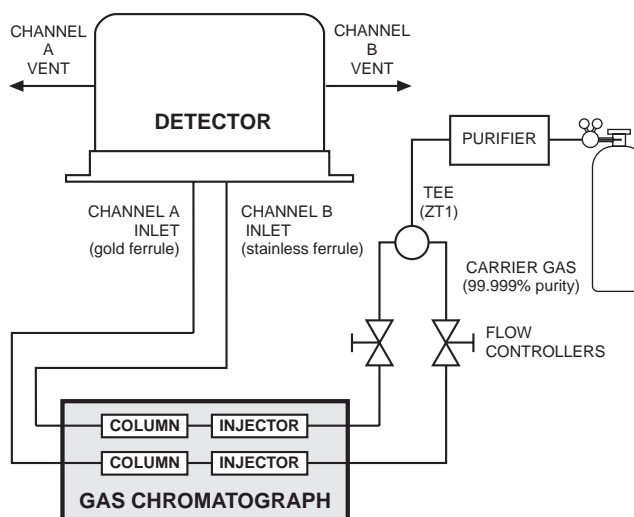 CHANNEL
A
VENT
CHANNEL
B
VENT
DETECTOR
PURIFIER
TEE
(ZT1)
CHANNEL A
INLET
(gold ferrule)
CHANNEL B
INLET
(stainless ferrule)
CARRIER GAS
(99.999% purity)
FLOW
CONTROLLERS
COLUMN
INJECTOR
COLUMN
INJECTOR
GAS CHROMATOGRAPH